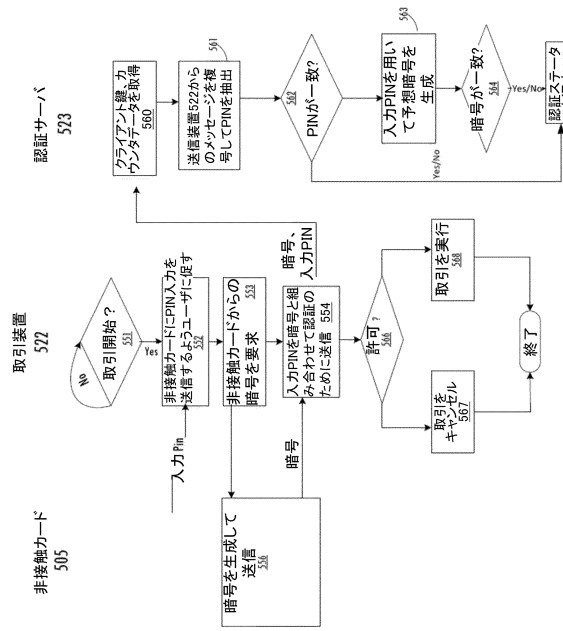 非接触カード
505
取引装置
522
認証サーバ
523
No
取引開始？
551
Yes
入力 Pin
非接触カードにPIN入力を
送信するようユーザに促す
552
非接触カードからの
暗号を要求 553
暗号を生成して
送信
556
暗号
入力PINを暗号と組
み合わせて認証の
ために送信 554
暗号、
入力PIN
許可？
566
取引を
キャンセル
567
取引を実行
568
終了
クライアント鍵、カ
ウンタデータを取得
560
送信装置522から
のメッセージを複
号してPINを抽出
561
PINが一致?
562
入力PINを用い
て予想暗号を
生成
563
暗号が一致?
564
Yes/No
Yes/No
認証ステータ